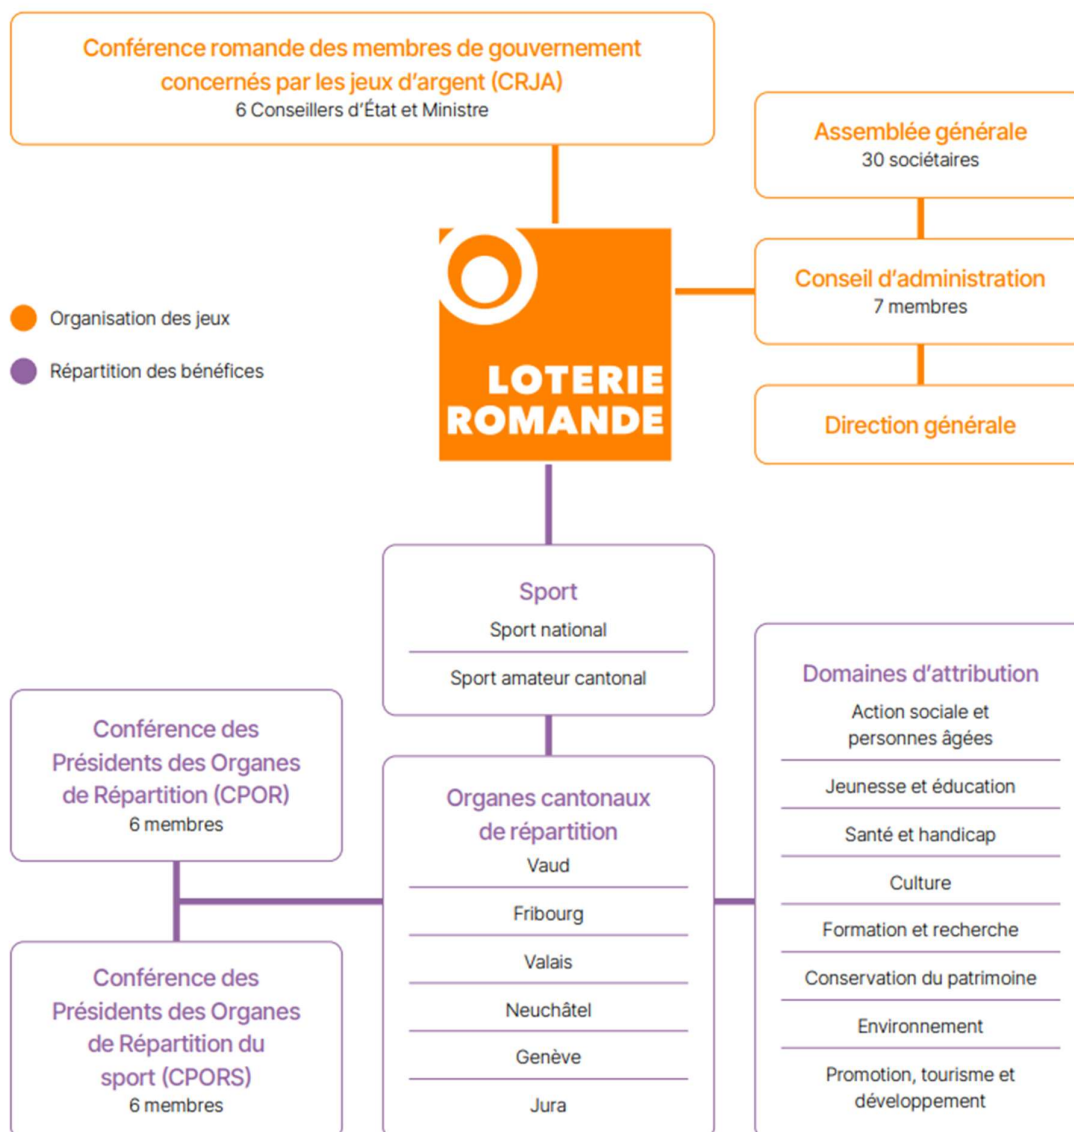 Conférence romande des membres de gouvernement
concernés par les jeux d'argent (CRJA)
6 Conseillers d'État et Ministre
Assemblée générale
30 sociétaires
Conseil d'administration
7 membres
Direction générale
Organisation des jeux
Répartition des bénéfices
LOTERIE
ROMANDE
Sport
Sport national
Sport amateur cantonal
Conférence des
Présidents des Organes
de Répartition (CPOR)
6 membres
Conférence des
Présidents des Organes
de Répartition du
sport (CPORS)
6 membres
Organes cantonaux
de répartition
Vaud
Fribourg
Valais
Neuchâtel
Genève
Jura
Domaines d'attribution
Action sociale et
personnes âgées
Jeunesse et éducation
Santé et handicap
Culture
Formation et recherche
Conservation du patrimoine
Environnement
Promotion, tourisme et
développement